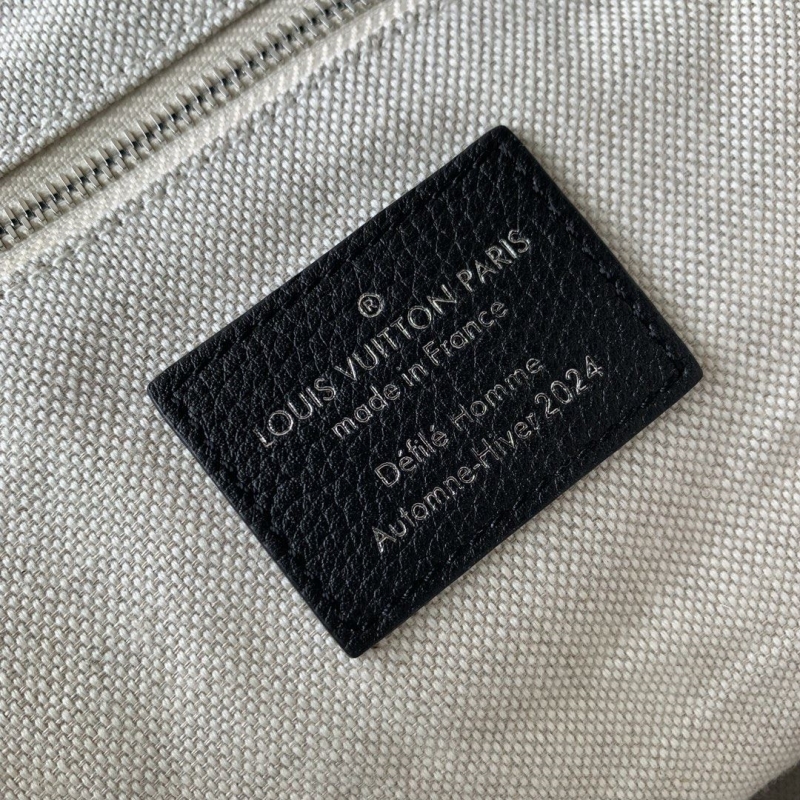 ®
LOUIS VUITTON PARIS
made in France
Défilé Homme
Automne-Hiver 2024